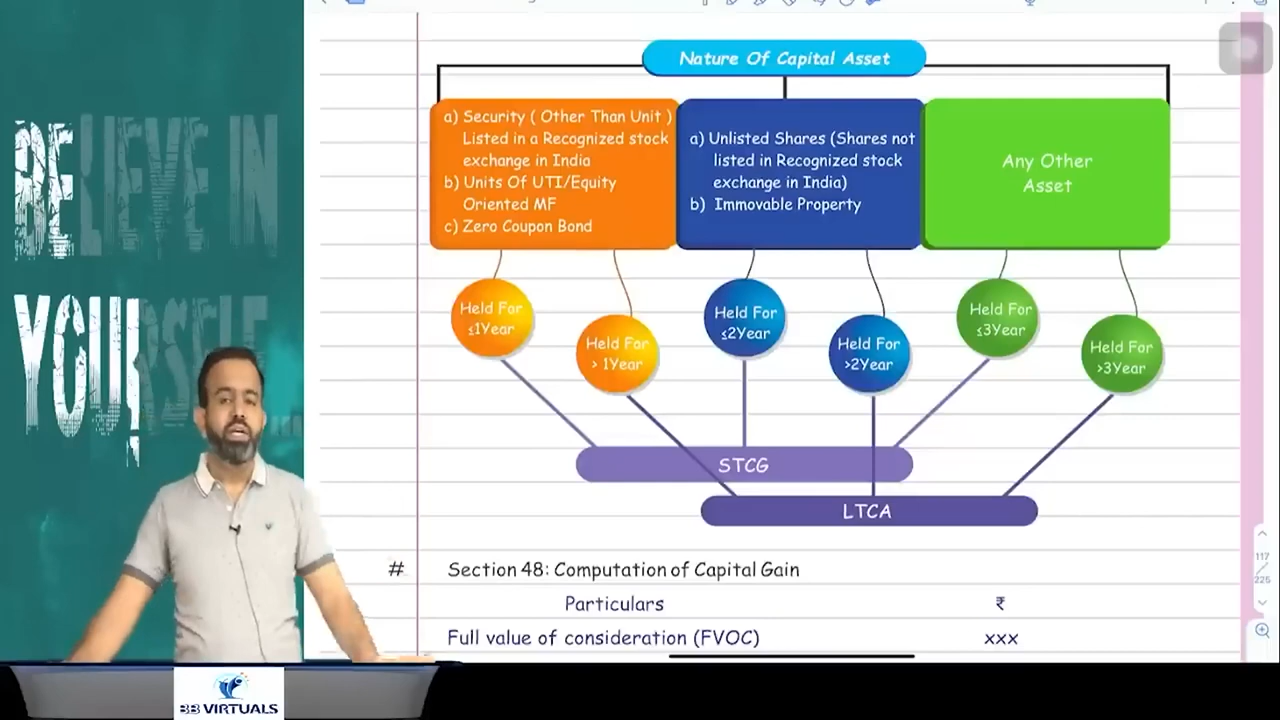 BELIEVE IN
YOURSELF
Nature Of Capital Asset
a) Security ( Other Than Unit )
Listed in a Recognized stock
exchange in India
b) Units Of UTI/Equity
Oriented MF
c) Zero Coupon Bond
a) Unlisted Shares (Shares not
listed in Recognized stock
exchange in India)
b) Immovable Property
Any Other
Asset
Held For
≤1Year
Held For
> 1Year
Held For
≤2Year
Held For
>2Year
Held For
≤3Year
Held For
>3Year
STCG
LTCA
# Section 48: Computation of Capital Gain
Particulars ₹
Full value of consideration (FVOC) xxx
117
225
BB VIRTUALS